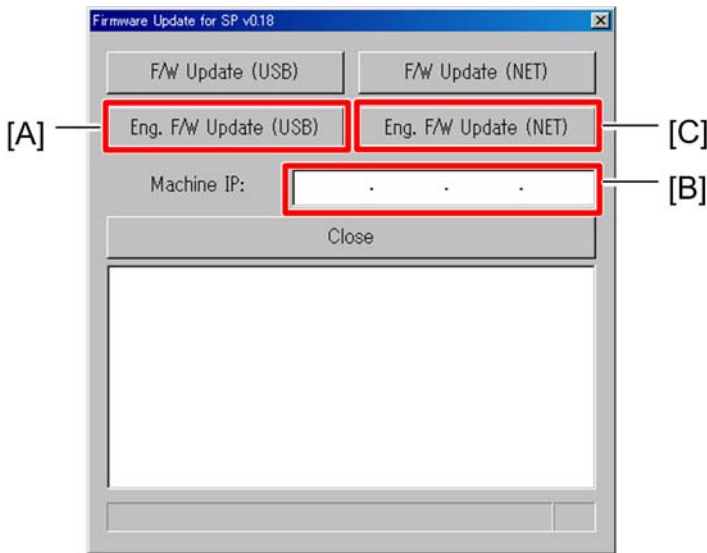 Firmware Update for SP v0.18
F/W Update (USB) F/W Update (NET)
[A] Eng. F/W Update (USB) Eng. F/W Update (NET) [C]
Machine IP: . . . [B]
Close